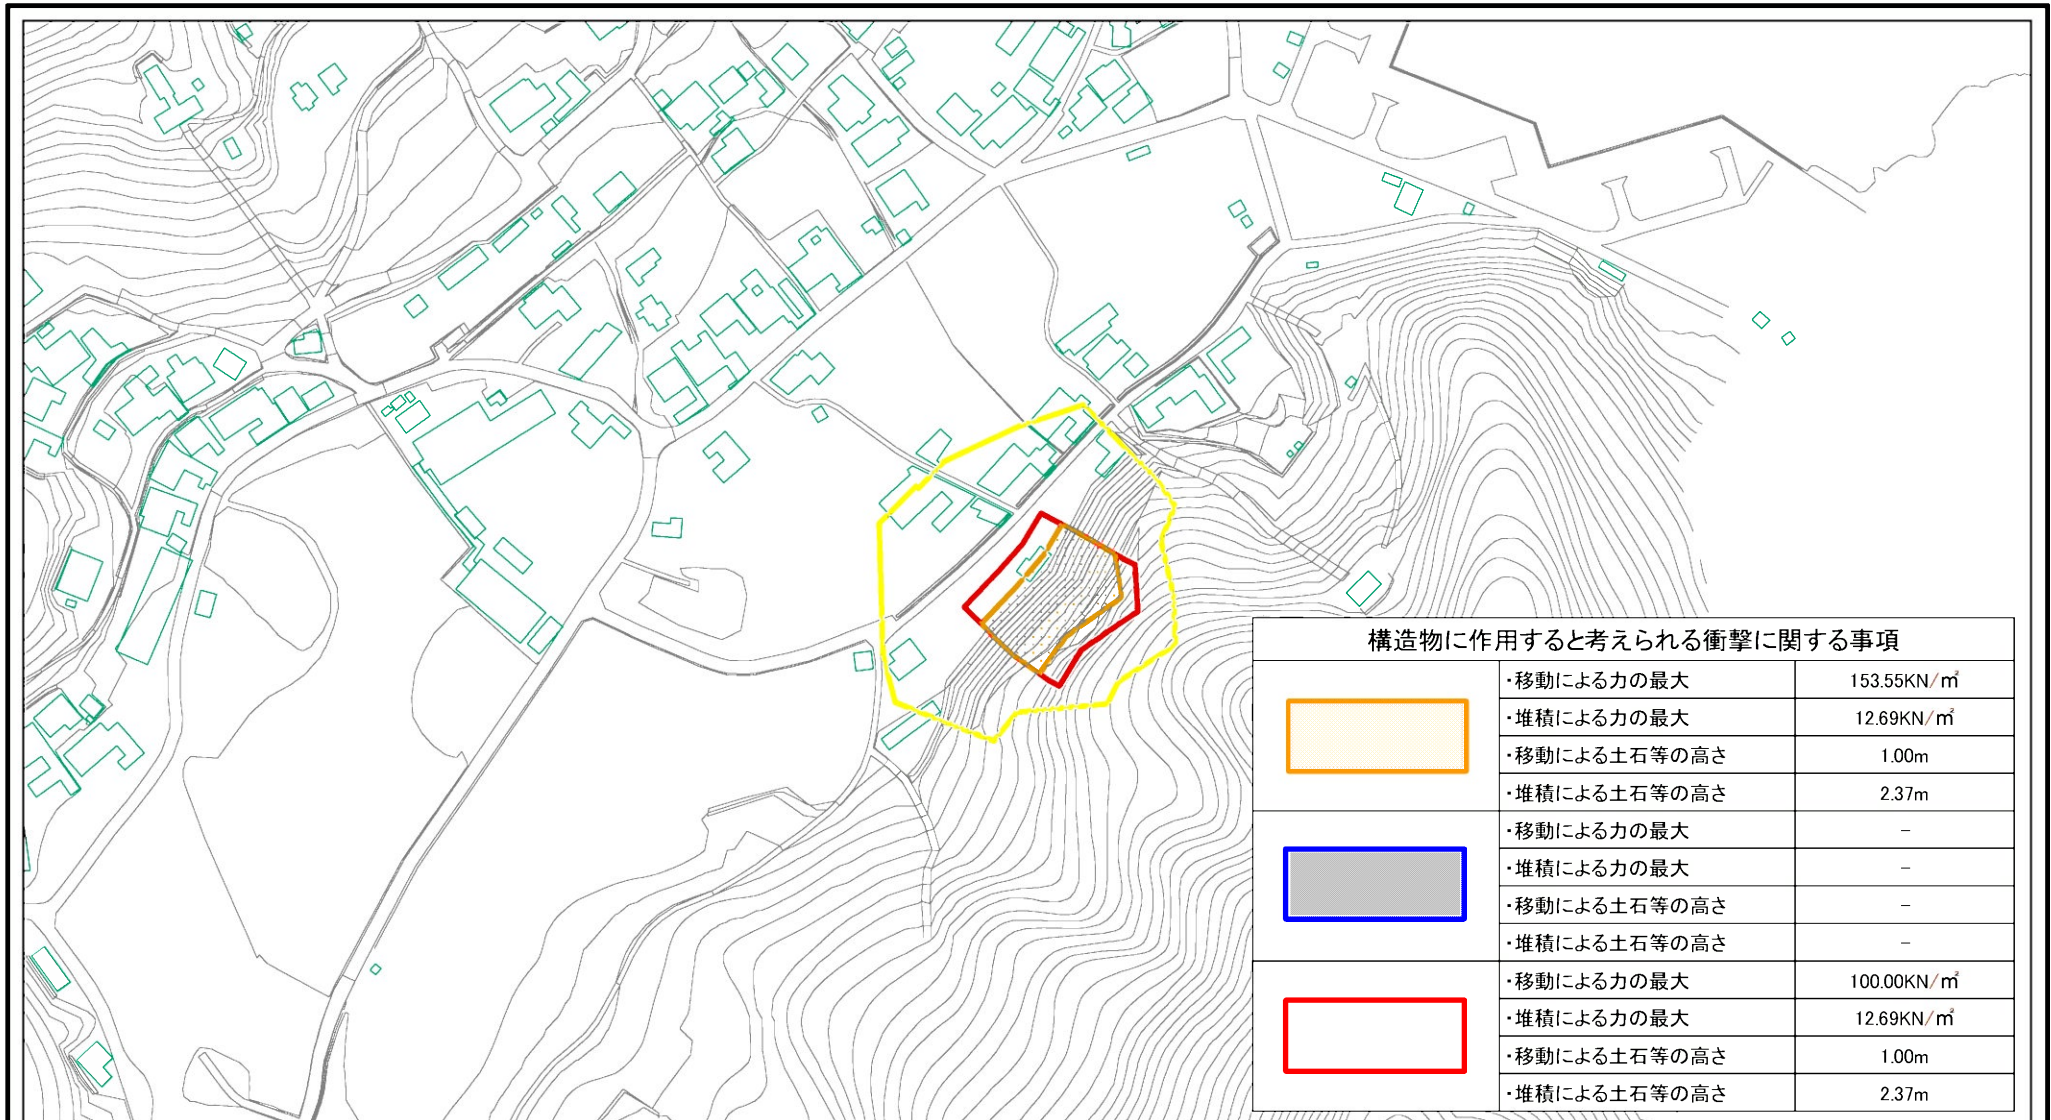 構造物に作用すると考えられる衝撃に関する事項
・移動による力の最大 153.55KN/㎡
・堆積による力の最大 12.69KN/㎡
・移動による土石等の高さ 1.00m
・堆積による土石等の高さ 2.37m
・移動による力の最大 －
・堆積による力の最大 －
・移動による土石等の高さ －
・堆積による土石等の高さ －
・移動による力の最大 100.00KN/㎡
・堆積による力の最大 12.69KN/㎡
・移動による土石等の高さ 1.00m
・堆積による土石等の高さ 2.37m